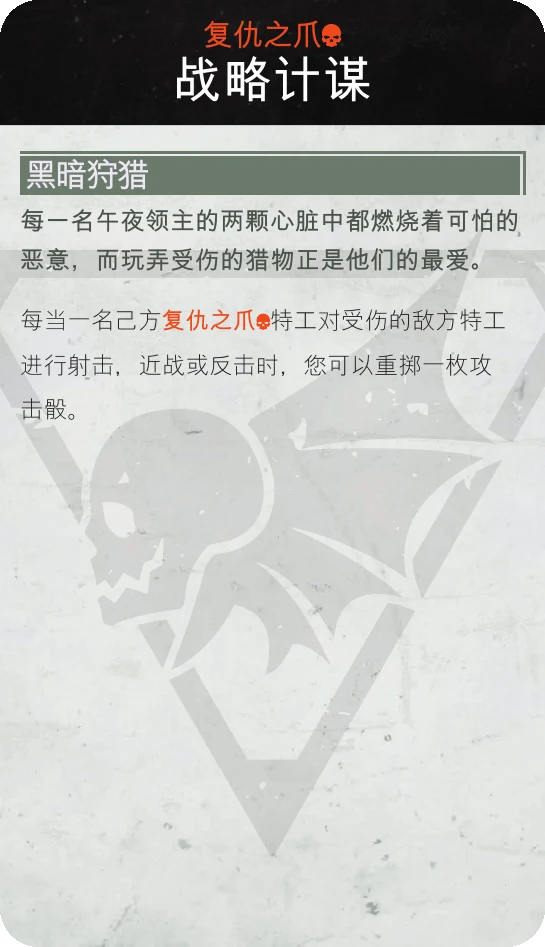 复仇之爪
战略计谋
黑暗狩猎
每一名午夜领主的两颗心脏中都燃烧着可怕的
恶意，而玩弄受伤的猎物正是他们的最爱。
每当一名己方复仇之爪特工对受伤的敌方特工
进行射击，近战或反击时，您可以重掷一枚攻
击骰。